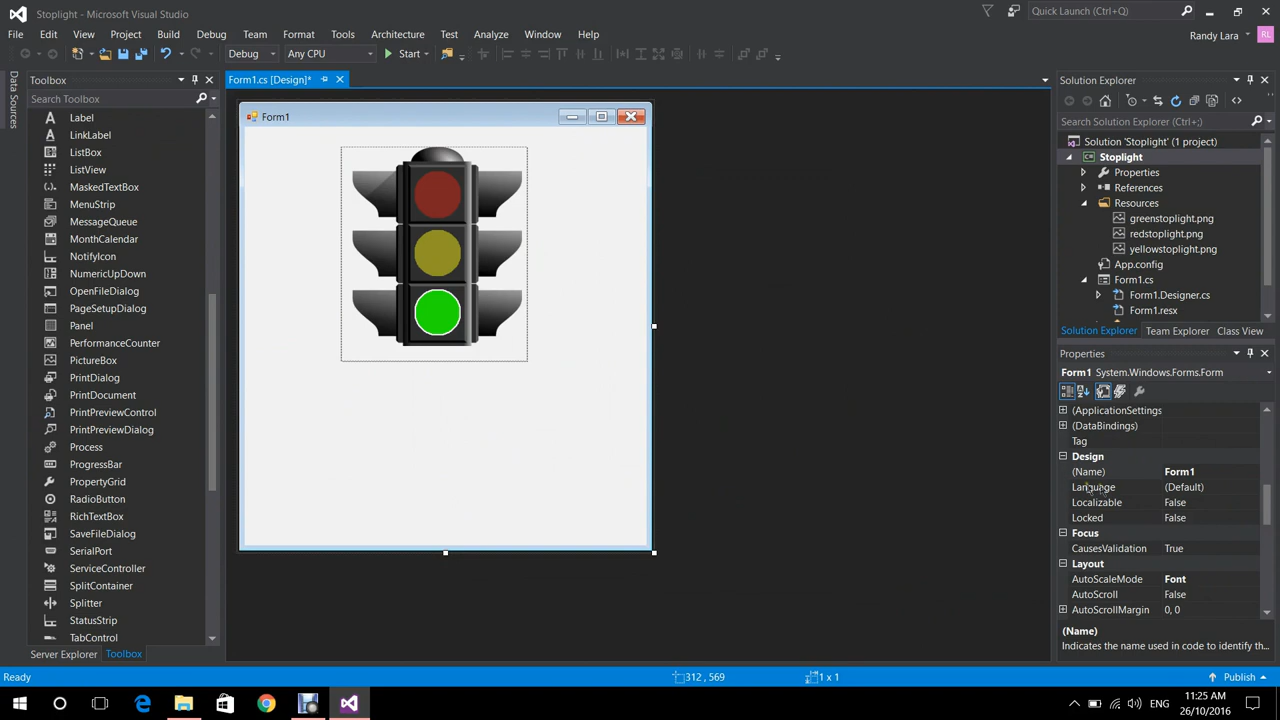 Stoplight - Microsoft Visual Studio
Quick Launch (Ctrl+;)
File Edit View Project Build Debug Team Format Tools Architecture Test Analyze Window Help
Randy Lara
RL
Debug Any CPU Start
Data Sources
Toolbox
Search Toolbox
Label
LinkLabel
ListBox
ListView
MaskedTextBox
MenuStrip
MessageQueue
MonthCalendar
NotifyIcon
NumericUpDown
OpenFileDialog
PageSetupDialog
Panel
PerformanceCounter
PictureBox
PrintDialog
PrintDocument
PrintPreviewControl
PrintPreviewDialog
Process
ProgressBar
PropertyGrid
RadioButton
RichTextBox
SaveFileDialog
SerialPort
ServiceController
SplitContainer
Splitter
StatusStrip
TabControl
Server Explorer Toolbox
Form1.cs [Design]*
Form1
Solution Explorer
Search Solution Explorer (Ctrl+;)
Solution 'Stoplight' (1 project)
C# Stoplight
Properties
References
Resources
greenstoplight.png
redstoplight.png
yellowstoplight.png
App.config
Form1.cs
Form1.Designer.cs
Form1.resx
Solution Explorer Team Explorer Class View
Properties
Form1 System.Windows.Forms.Form
(ApplicationSettings
(DataBindings)
Tag
Design
(Name) Form1
Language (Default)
Localizable False
Locked False
Focus
CausesValidation True
Layout
AutoScaleMode Font
AutoScroll False
AutoScrollMargin 0, 0
(Name)
Indicates the name used in code to identify th...
Ready
312 , 569
1 x 1
Publish
ENG
11:25 AM
26/10/2016